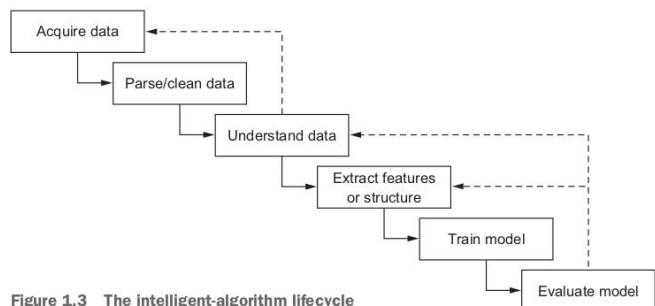 Acquire data
Parse/clean data
Understand data
Extract features
or structure
Train model
Evaluate model
Figure 1.3 The intelligent-algorithm lifecycle